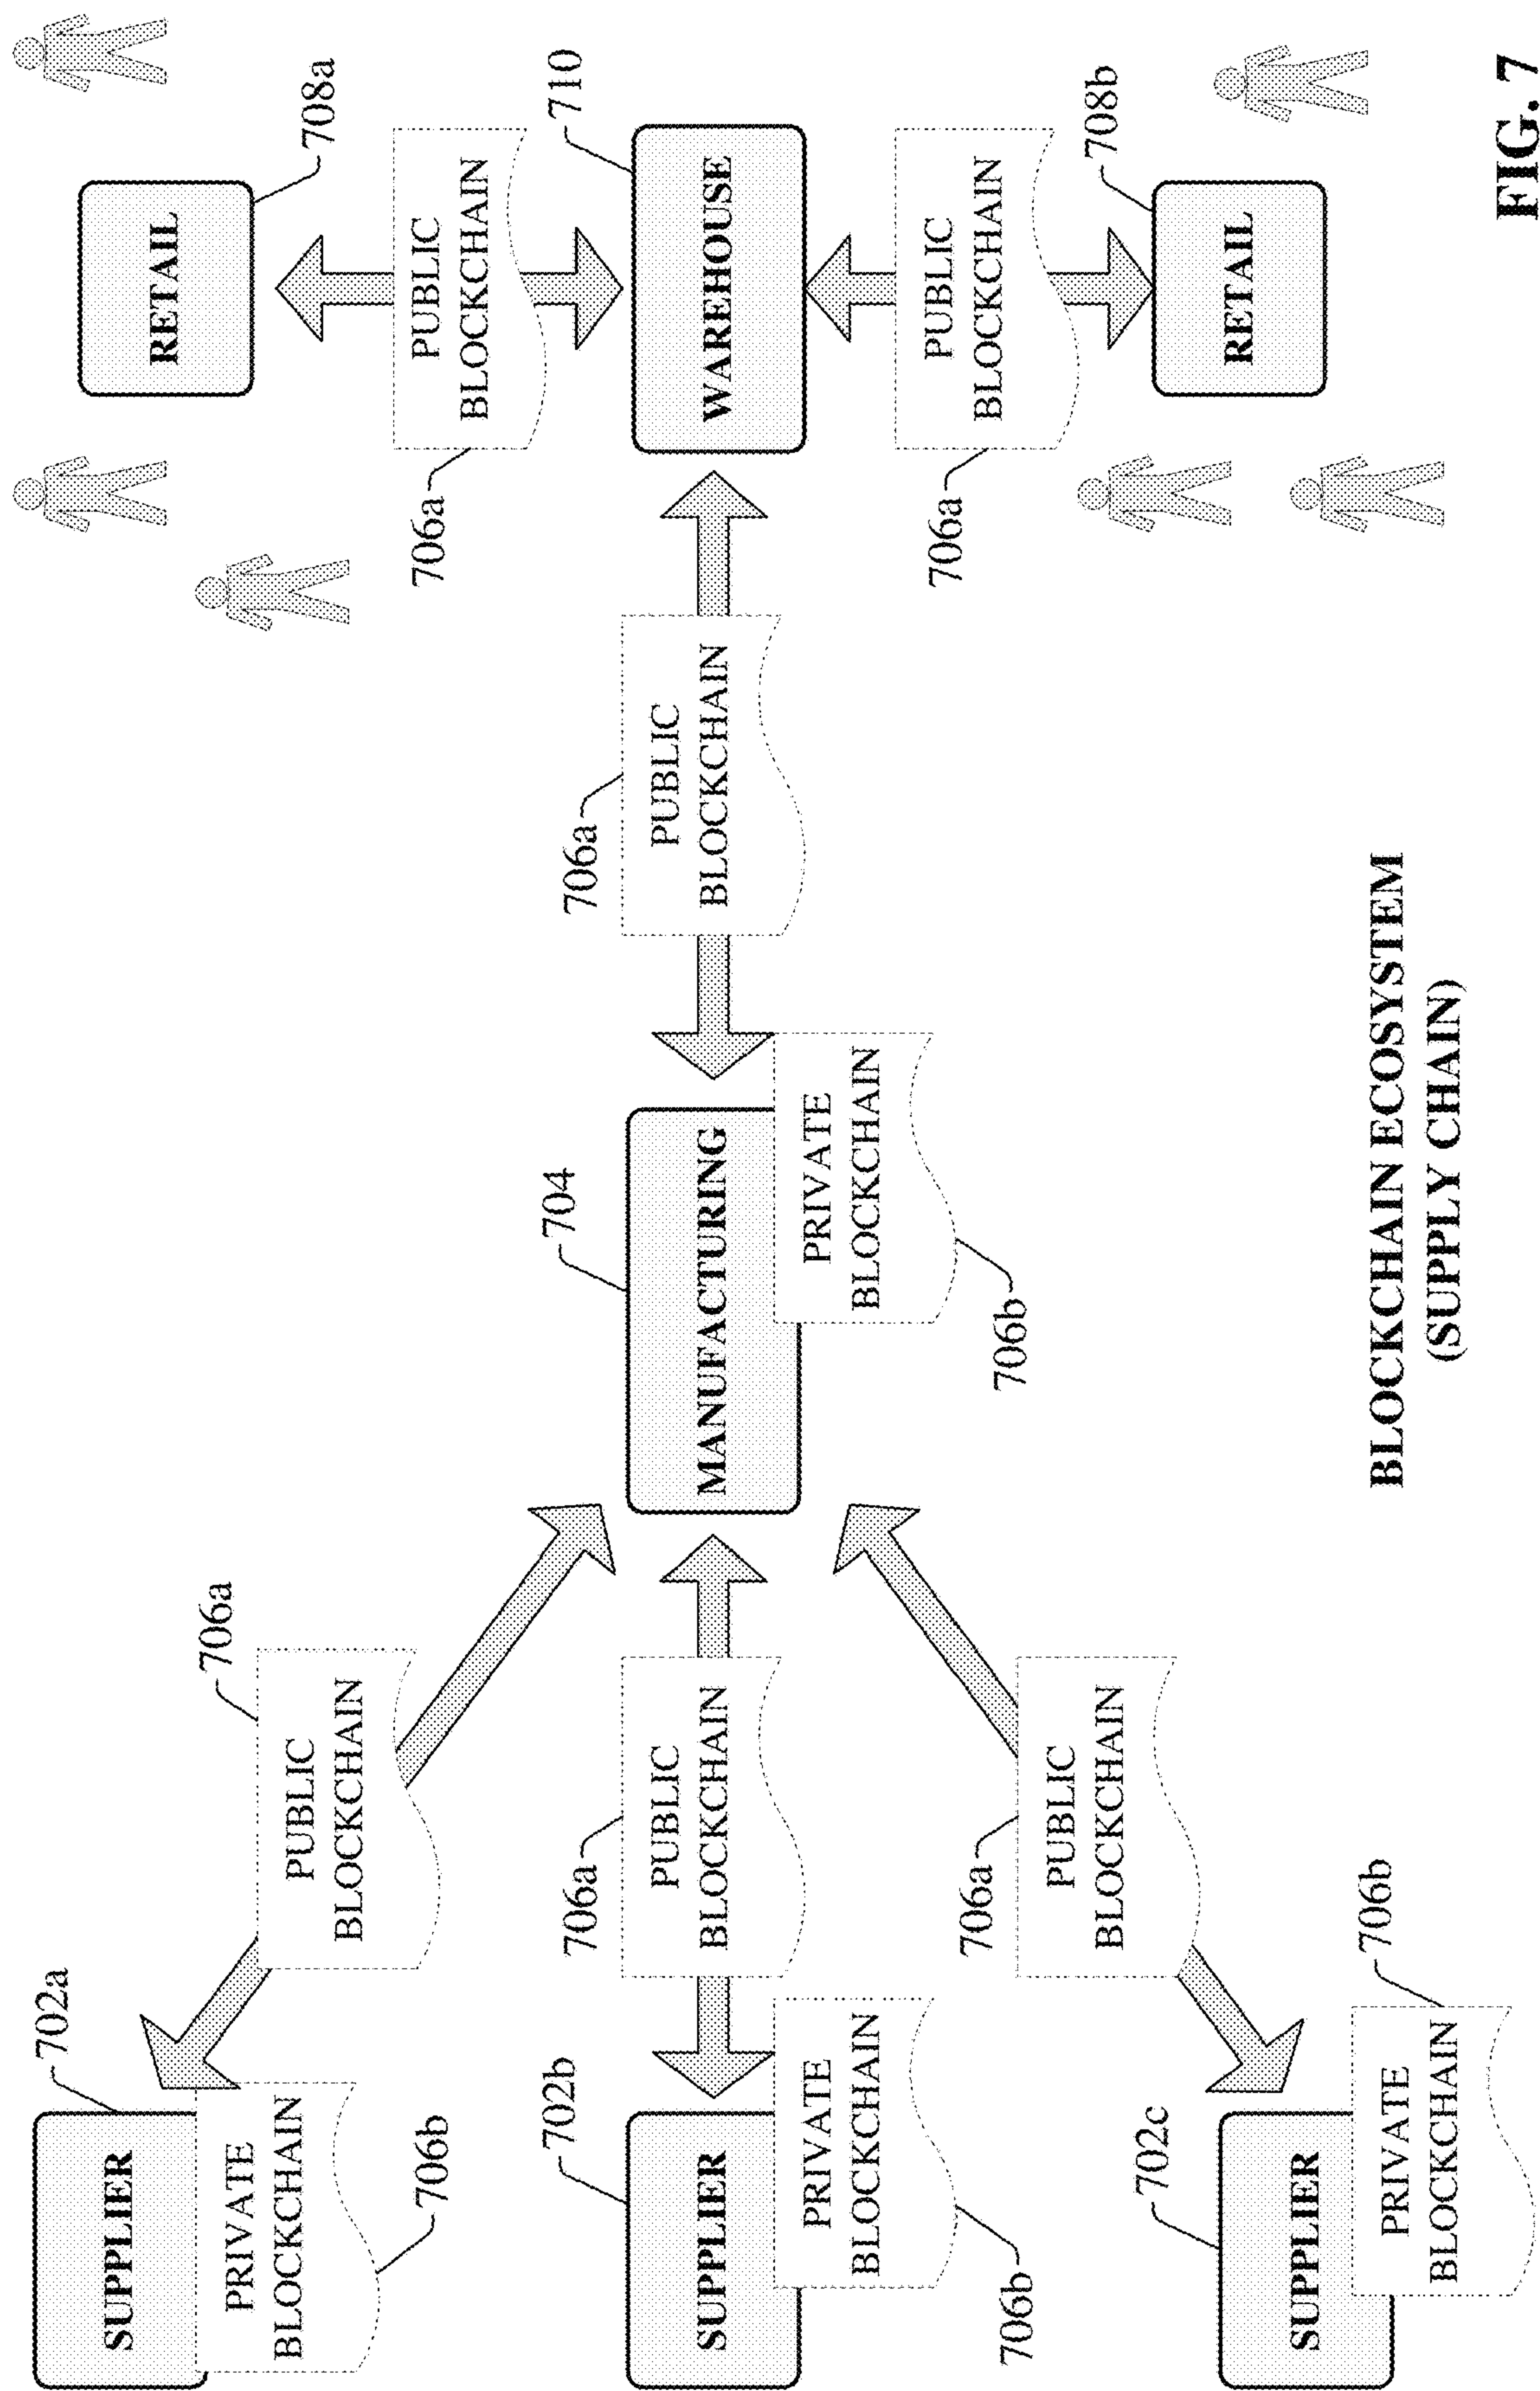 702a
SUPPLIER
PRIVATE
BLOCKCHAIN
706b
706a
PUBLIC
BLOCKCHAIN
702b
SUPPLIER
PRIVATE
BLOCKCHAIN
706b
706a
PUBLIC
BLOCKCHAIN
702c
SUPPLIER
PRIVATE
BLOCKCHAIN
706b
706a
PUBLIC
BLOCKCHAIN
704
MANUFACTURING
PRIVATE
BLOCKCHAIN
706b
706a
PUBLIC
BLOCKCHAIN
RETAIL
708a
706a
PUBLIC
BLOCKCHAIN
710
WAREHOUSE
706a
PUBLIC
BLOCKCHAIN
708b
RETAIL
BLOCKCHAIN ECOSYSTEM
(SUPPLY CHAIN)
FIG. 7